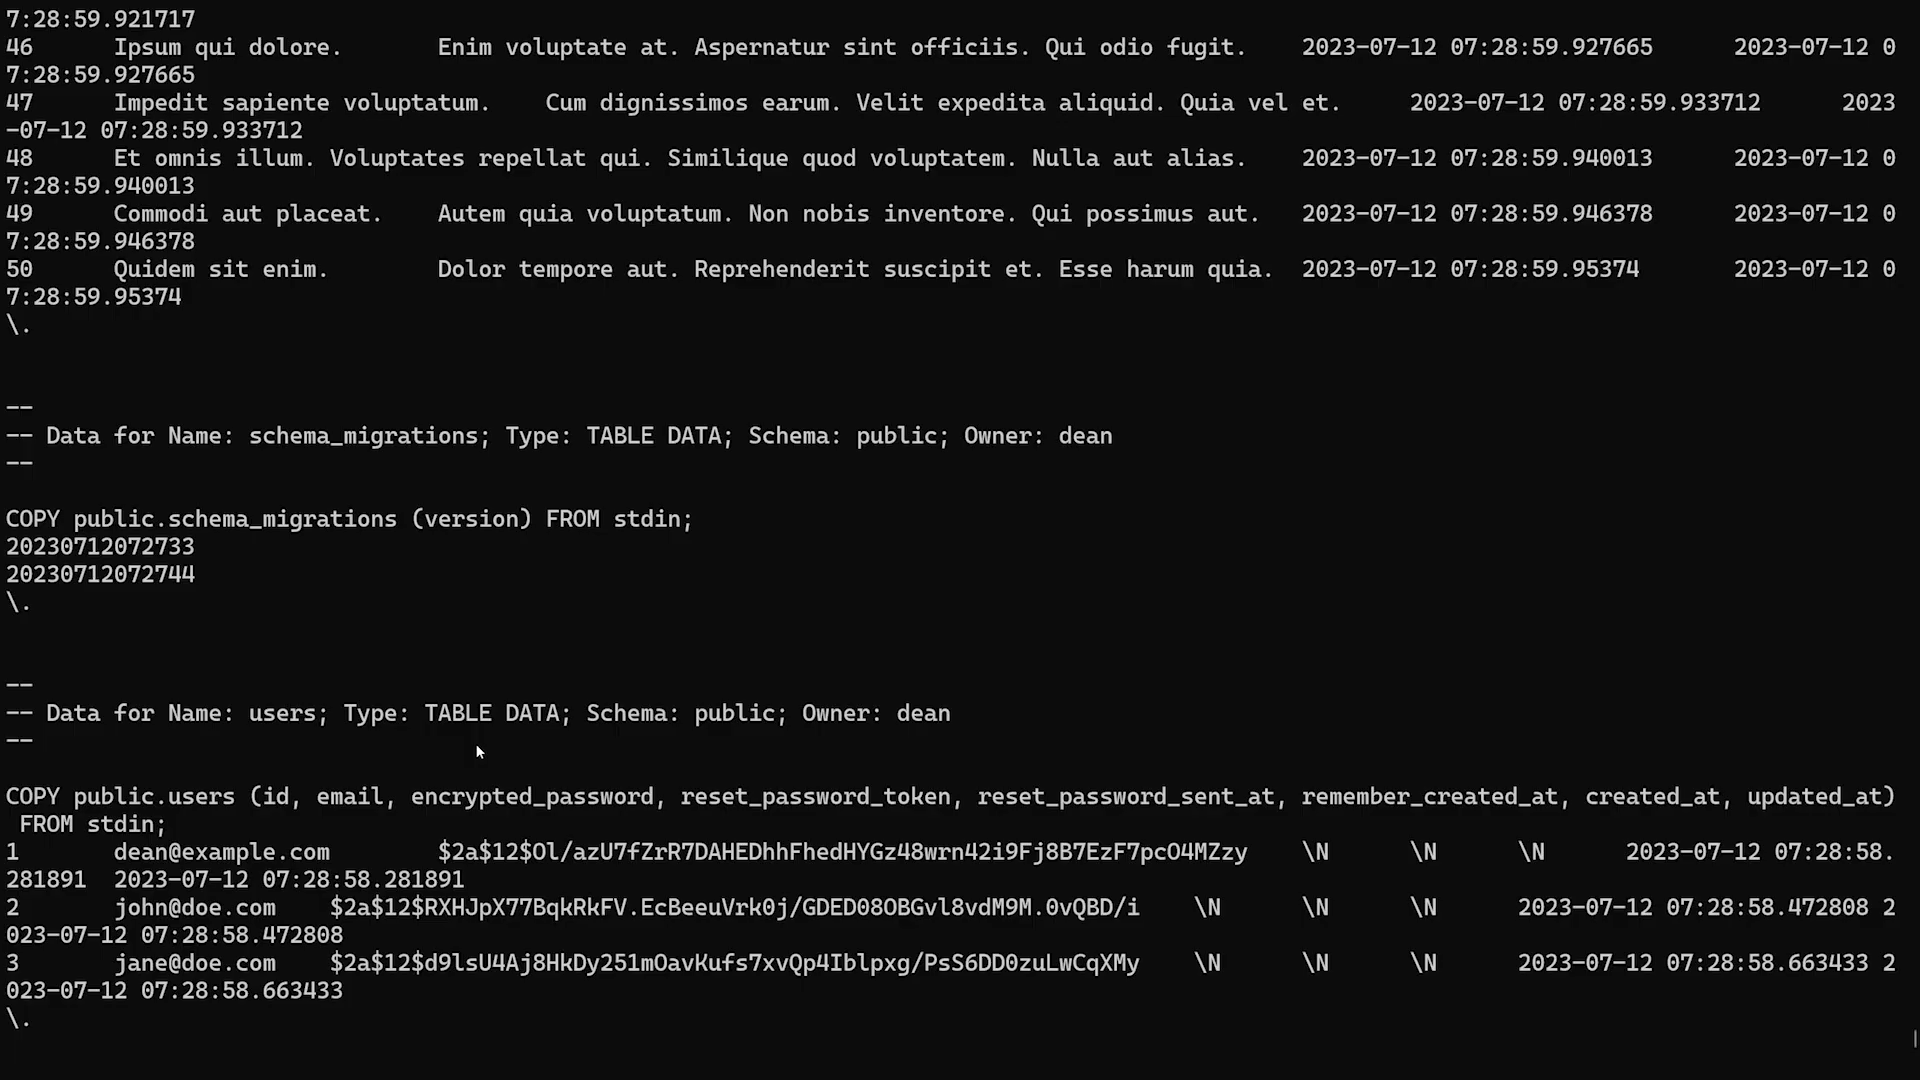 7:28:59.921717
46      Ipsum qui dolore.       Enim voluptate at. Aspernatur sint officiis. Qui odio fugit.    2023-07-12 07:28:59.927665      2023-07-12 0
7:28:59.927665
47      Impedit sapiente voluptatum.    Cum dignissimos earum. Velit expedita aliquid. Quia vel et.     2023-07-12 07:28:59.933712      2023
-07-12 07:28:59.933712
48      Et omnis illum. Voluptates repellat qui. Similique quod voluptatem. Nulla aut alias.    2023-07-12 07:28:59.940013      2023-07-12 0
7:28:59.940013
49      Commodi aut placeat.    Autem quia voluptatum. Non nobis inventore. Qui possimus aut.   2023-07-12 07:28:59.946378      2023-07-12 0
7:28:59.946378
50      Quidem sit enim.        Dolor tempore aut. Reprehenderit suscipit et. Esse harum quia.  2023-07-12 07:28:59.95374       2023-07-12 0
7:28:59.95374
\.
--
-- Data for Name: schema_migrations; Type: TABLE DATA; Schema: public; Owner: dean
--
COPY public.schema_migrations (version) FROM stdin;
20230712072733
20230712072744
\.
--
-- Data for Name: users; Type: TABLE DATA; Schema: public; Owner: dean
--
COPY public.users (id, email, encrypted_password, reset_password_token, reset_password_sent_at, remember_created_at, created_at, updated_at)
 FROM stdin;
1       dean@example.com        $2a$12$Ol/azU7fZrR7DAHEDhhFhedHYGz48wrn42i9Fj8B7EzF7pcO4MZzy    \N      \N      \N      2023-07-12 07:28:58.
281891  2023-07-12 07:28:58.281891
2       john@doe.com    $2a$12$RXHJpX77BqkRkFV.EcBeeuVrk0j/GDED08OBGvl8vdM9M.0vQBD/i    \N      \N      \N      2023-07-12 07:28:58.472808 2
023-07-12 07:28:58.472808
3       jane@doe.com    $2a$12$d9lsU4Aj8HkDy251mOavKufs7xvQp4Iblpxg/PsS6DD0zuLwCqXMy    \N      \N      \N      2023-07-12 07:28:58.663433 2
023-07-12 07:28:58.663433
\.